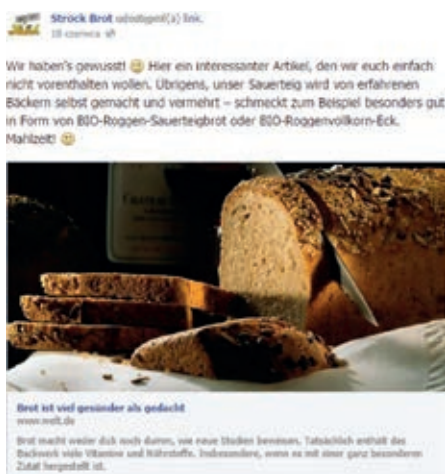 Ströck Brot udostępnił(a) link.
18 czerwca
Wir haben's gewusst! Hier ein interessanter Artikel, den wir euch einfach
nicht vorenthalten wollen. Übrigens, unser Sauerteig wird von erfahrenen
Bäckern selbst gemacht und vermehrt – schmeckt zum Beispiel besonders gut
in Form von BIO-Roggen-Sauerteigbrot oder BIO-Roggenvollkorn-Eck.
Mahlzeit!
Brot ist viel gesünder als gedacht
www.welt.de
Brot macht weder dick noch dumm, wie neue Studien beweisen. Tatsächlich enthält das
Backwerk viele Vitamine und Nährstoffe. Insbesondere, wenn es mit einer ganz besonderen
Zutat hergestellt ist.